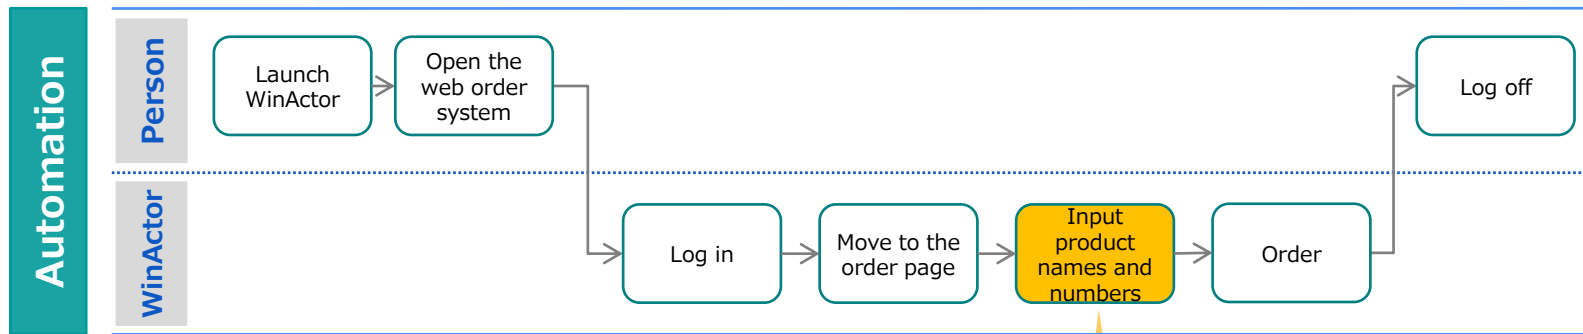 Automation
Person
Launch
WinActor
Open the
web order
system
Log off
WinActor
Log in
Move to the
order page
Input
product
names and
numbers
Order